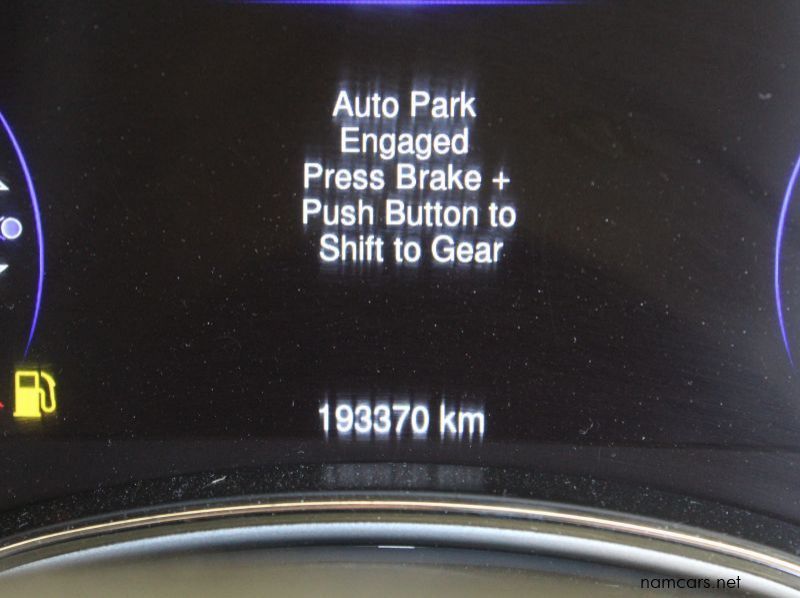 Auto Park
Engaged
Press Brake +
Push Button to
Shift to Gear
193370 km
namcars.net